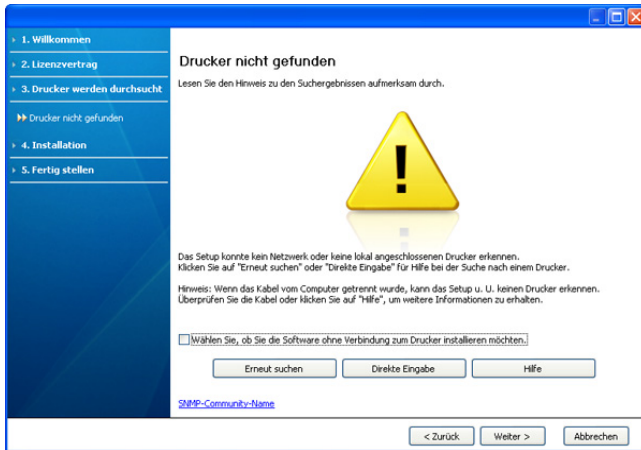 1. Willkommen
2. Lizenzvertrag
3. Drucker werden durchsucht
Drucker nicht gefunden
4. Installation
5. Fertig stellen
Drucker nicht gefunden
Lesen Sie den Hinweis zu den Suchergebnissen aufmerksam durch.
Das Setup konnte kein Netzwerk oder keine lokal angeschlossenen Drucker erkennen.
Klicken Sie auf "Erneut suchen" oder "Direkte Eingabe" für Hilfe bei der Suche nach einem Drucker.
Hinweis: Wenn das Kabel vom Computer getrennt wurde, kann das Setup u. U. keinen Drucker erkennen.
Überprüfen Sie die Kabel oder klicken Sie auf "Hilfe", um weitere Informationen zu erhalten.
Wählen Sie, ob Sie die Software ohne Verbindung zum Drucker installieren möchten.
Erneut suchen Direkte Eingabe Hilfe
SNMP-Community-Name
< Zurück Weiter > Abbrechen